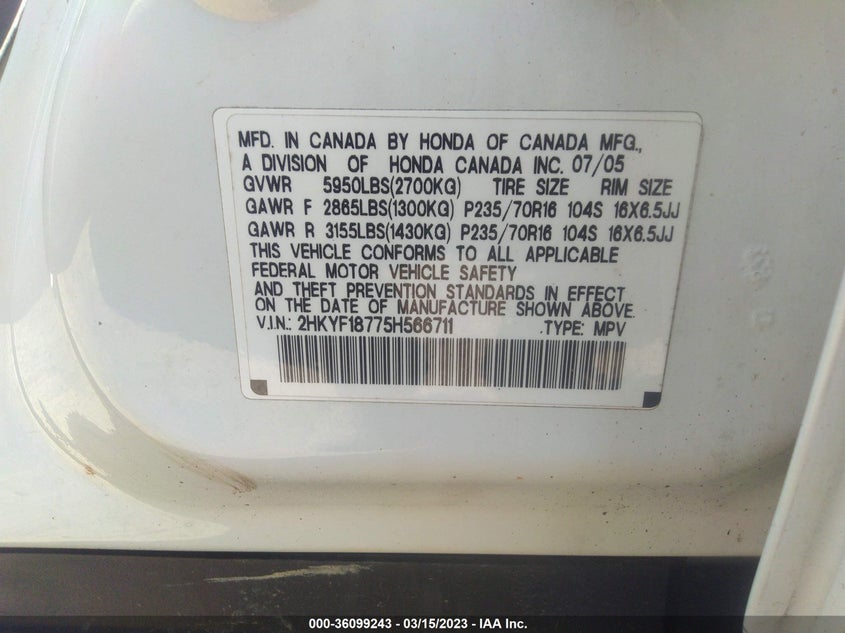 MFD. IN CANADA BY HONDA OF CANADA MFG.,
A DIVISION OF HONDA CANADA INC. 07/05
GVWR 5950LBS(2700KG) TIRE SIZE RIM SIZE
GAWR F 2865LBS(1300KG) P235/70R16 104S 16X6.5JJ
GAWR R 3155LBS(1430KG) P235/70R16 104S 16X6.5JJ
THIS VEHICLE CONFORMS TO ALL APPLICABLE
FEDERAL MOTOR VEHICLE SAFETY
AND THEFT PREVENTION STANDARDS IN EFFECT
ON THE DATE OF MANUFACTURE SHOWN ABOVE.
V.I.N.: 2HKYF18775H566711 .TYPE: MPV
000-36099243 - 03/15/2023 - IAA Inc.